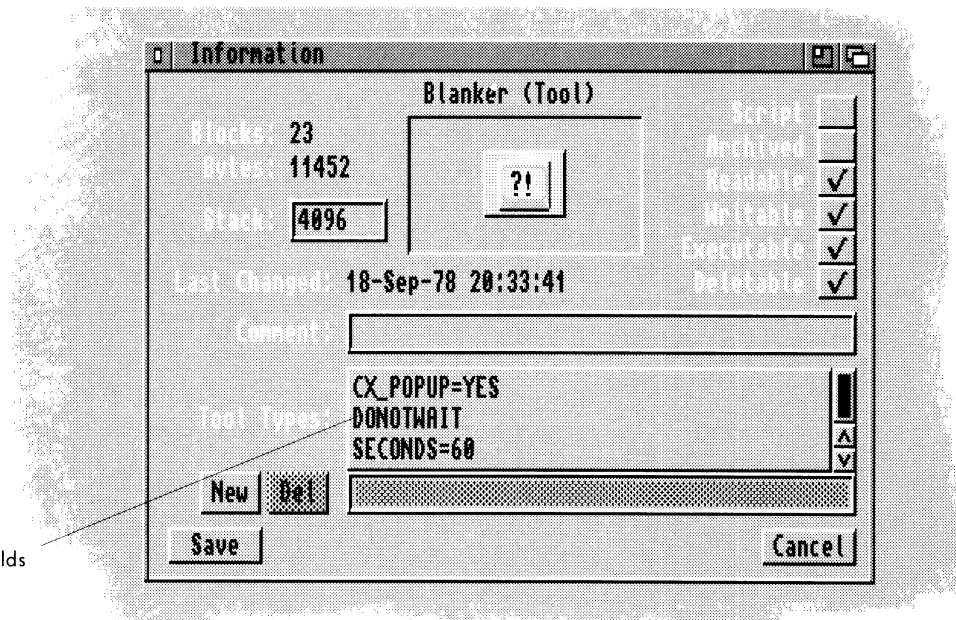 Information
Blanker (Tool)
Blocks: 23
Bytes: 11452
Stack: 4096
?!
Script
Archived
Readable
Writable
Executable
Deletable
Last Changed: 18-Sep-78 20:33:41
Comment:
Tool Types:
CX_POPUP=YES
DONOTWAIT
SECONDS=60
New Del
Save Cancel
lds